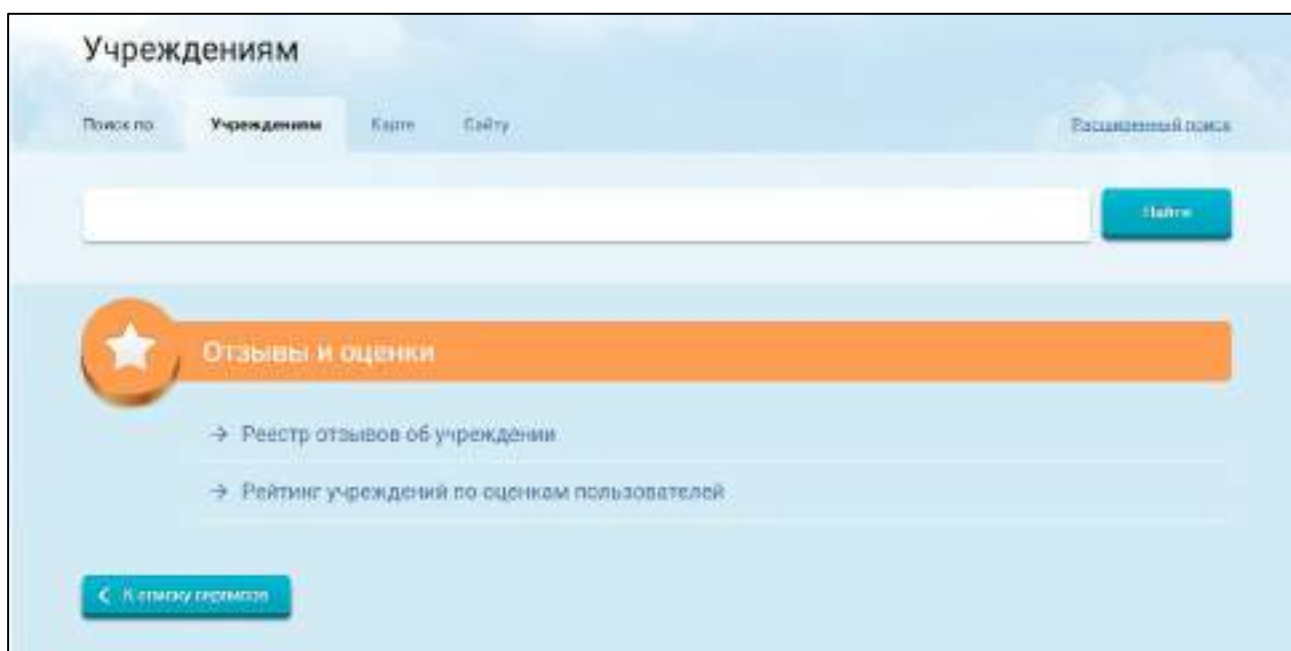 Учреждениям
Поиск по Учреждениям Карте Сайту Расширенный поиск
Найти
Отзывы и оценки
→ Реестр отзывов об учреждении
→ Рейтинг учреждений по оценкам пользователей
К списку сервисов